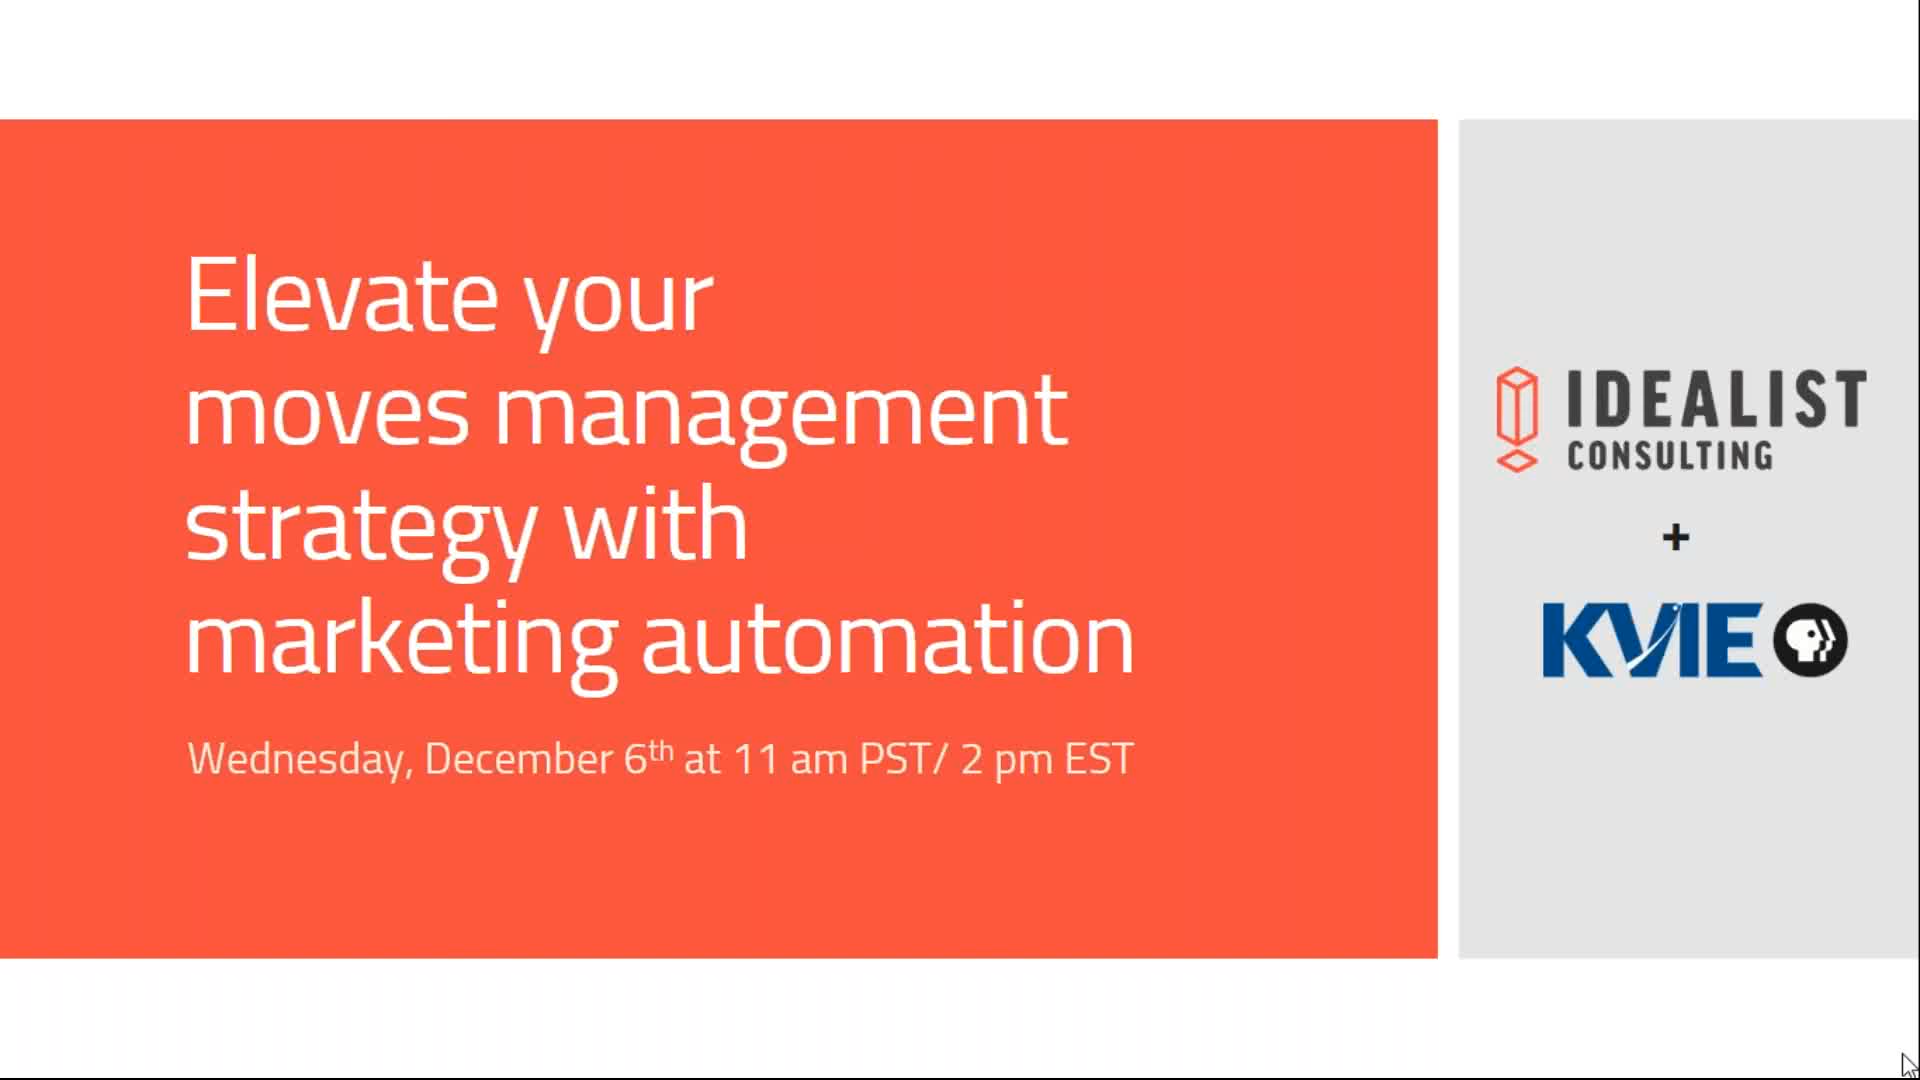 Elevate your
moves management
strategy with
marketing automation
Wednesday, December 6th at 11 am PST/ 2 pm EST
IDEALIST
CONSULTING
+
KVIE